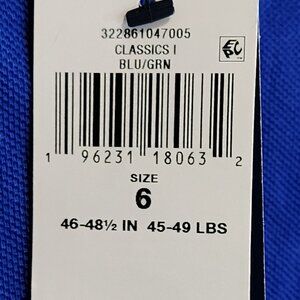 322861047005
CLASSICS I
BLU/GRN
1 96231 18063 2
SIZE
6
46-48½ IN 45-49 LBS